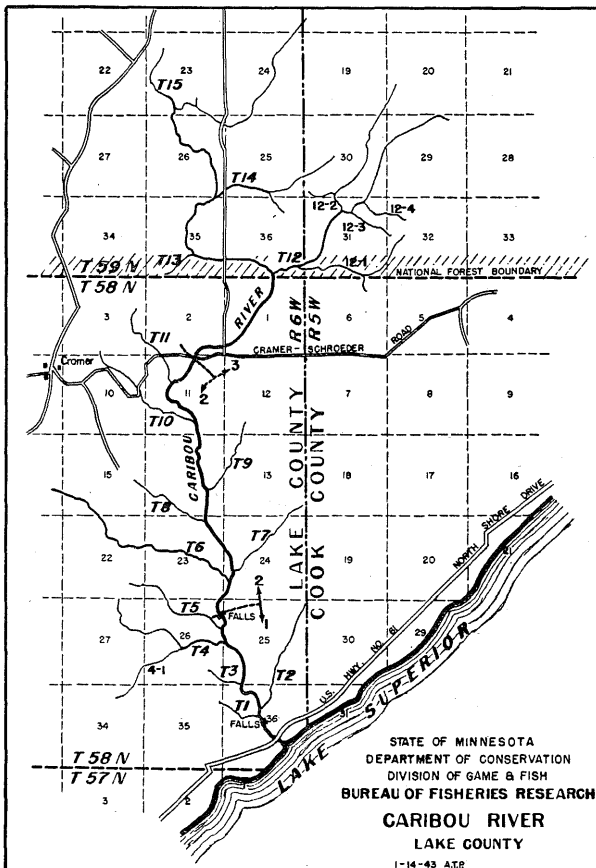 22 23 24 19 20 21
T15
27 26 25 30 29 28
T14
12-2 12-4
12-3
34 35 36 31 32 33
T13 T12 12-1
T 59 N
NATIONAL FOREST BOUNDARY
T 58 N
3 2 1 6 5 4
RIVER
R6W
R5W
ROAD
T11
CRAMER-SCHROEDER
Cramer
3
2
10 11 12 7 8 9
T10
CARIBOU
LAKE COUNTY
COOK COUNTY
T9
15 13 18 17 16
T8
T7
T6
22 23 19 20 21
U.S. HWY. NO. 61 NORTH SHORE DRIVE
2
T5
FALLS
1
27 26 25 30 29
T4
4-1
T3 T2
T1
FALLS
34 35 36 31
LAKE SUPERIOR
T 58 N
T 57 N
3 2
STATE OF MINNESOTA
DEPARTMENT OF CONSERVATION
DIVISION OF GAME & FISH
BUREAU OF FISHERIES RESEARCH
CARIBOU RIVER
LAKE COUNTY
1-14-43 A.T.P.